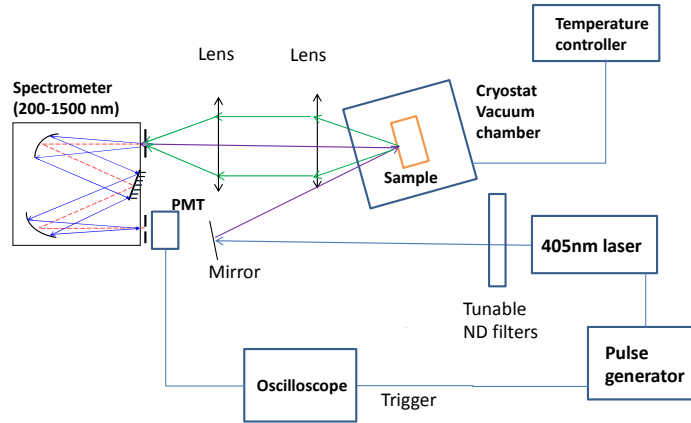 Temperature
controller
Lens
Lens
Spectrometer
(200-1500 nm)
Cryostat
Vacuum
chamber
Sample
PMT
405nm laser
Mirror
Tunable
ND filters
Pulse
generator
Oscilloscope
Trigger